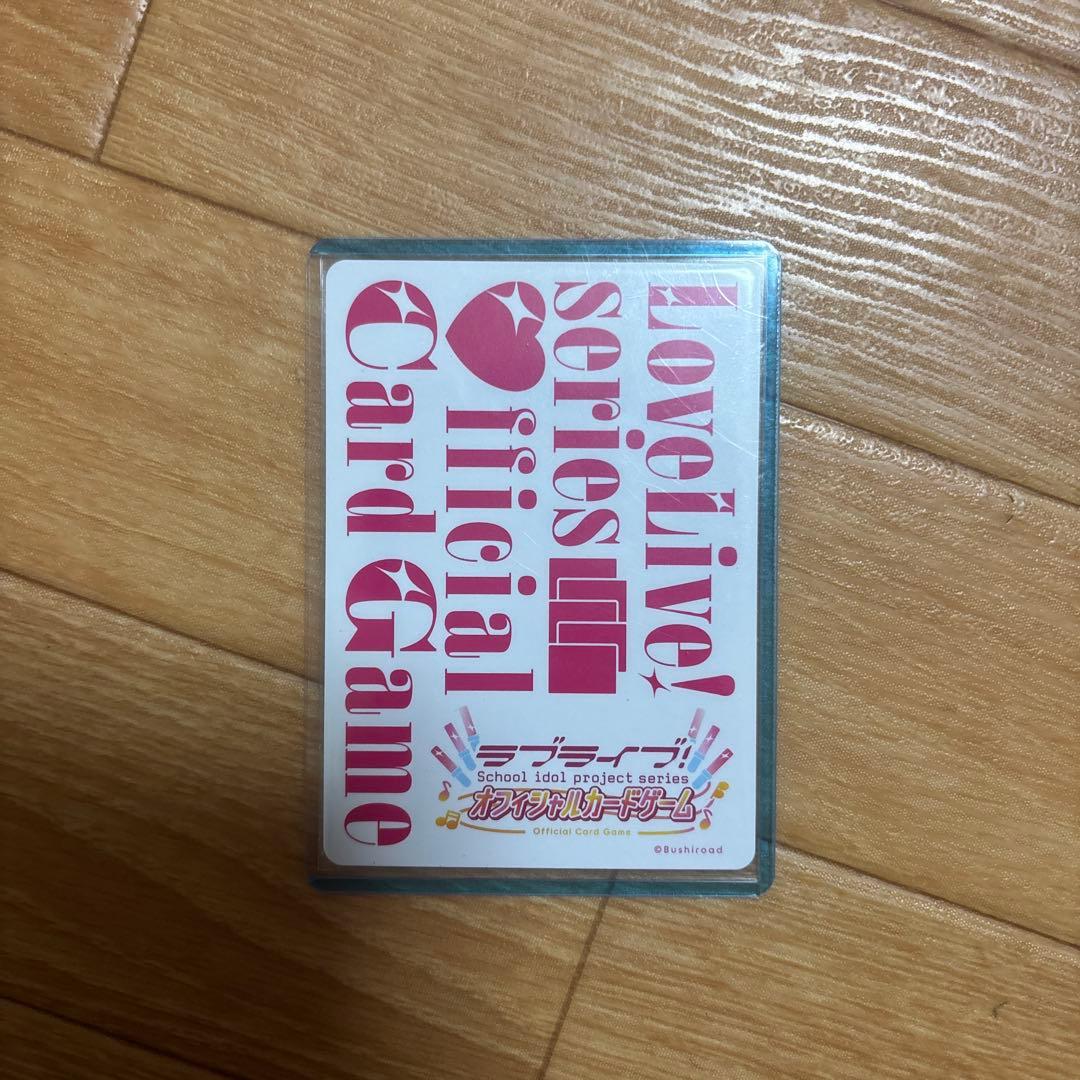 LoveLive!
series
♥fficial
Card Game
ラブライブ!
School idol project series
オフィシャルカードゲーム
Official Card Game
©Bushiroad